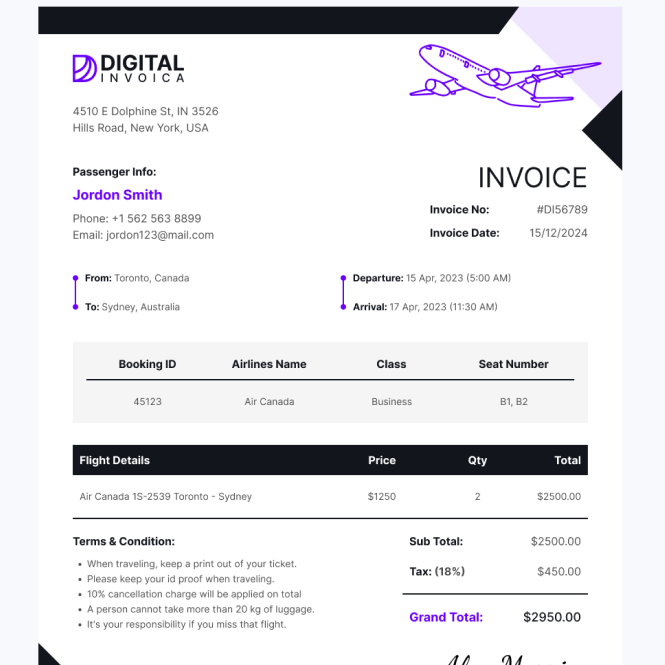 DIGITAL
INVOICA
4510 E Dolphine St, IN 3526
Hills Road, New York, USA
Passenger Info:
Jordon Smith
Phone: +1 562 563 8899
Email: jordon123@mail.com
INVOICE
Invoice No: #DI56789
Invoice Date: 15/12/2024
From: Toronto, Canada
To: Sydney, Australia
Departure: 15 Apr, 2023 (5:00 AM)
Arrival: 17 Apr, 2023 (11:30 AM)
Booking ID Airlines Name Class Seat Number
45123 Air Canada Business B1, B2
Flight Details Price Qty Total
Air Canada 1S-2539 Toronto - Sydney $1250 2 $2500.00
Terms & Condition:
• When traveling, keep a print out of your ticket.
• Please keep your id proof when traveling.
• 10% cancellation charge will be applied on total
• A person cannot take more than 20 kg of luggage.
• It's your responsibility if you miss that flight.
Sub Total: $2500.00
Tax: (18%) $450.00
Grand Total: $2950.00